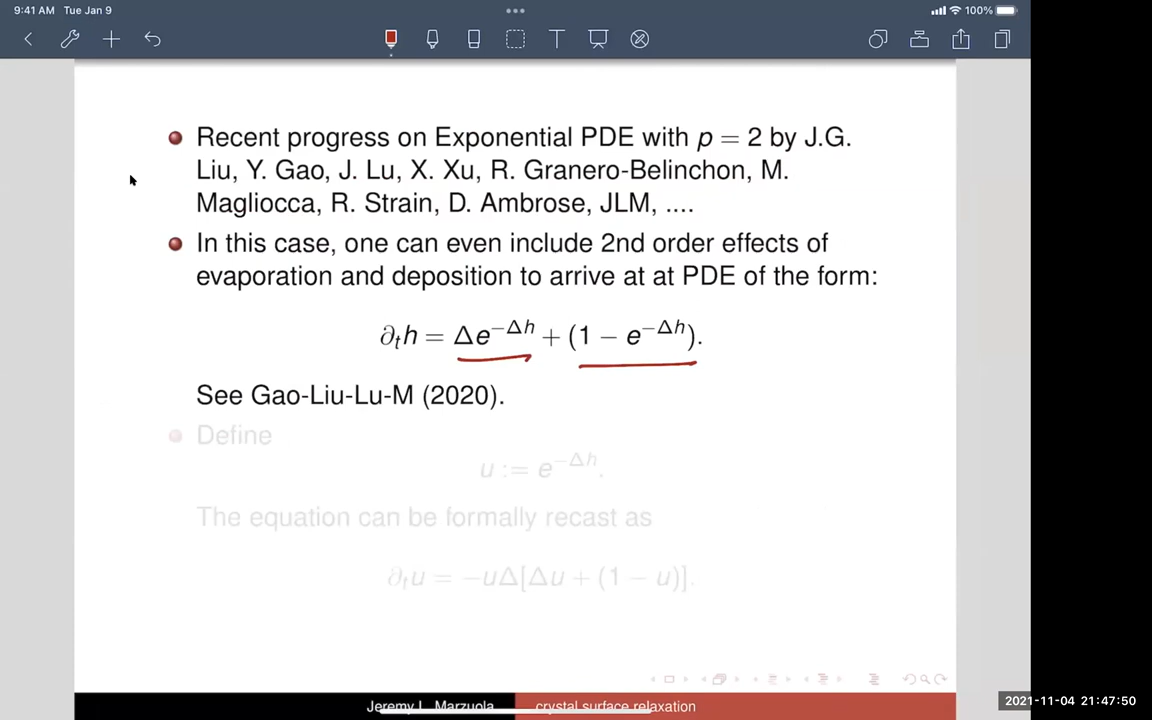 9:41 AM Tue Jan 9
100%
Recent progress on Exponential PDE with p = 2 by J.G.
Liu, Y. Gao, J. Lu, X. Xu, R. Granero-Belinchon, M.
Magliocca, R. Strain, D. Ambrose, JLM, ....
In this case, one can even include 2nd order effects of
evaporation and deposition to arrive at at PDE of the form:
∂ₜh = Δe^{−Δh} + (1 − e^{−Δh}).
See Gao-Liu-Lu-M (2020).
Define
u := e^{−Δh}.
The equation can be formally recast as
∂ₜu = −uΔ[Δu + (1 − u)].
Jeremy L. Marzuola crystal surface relaxation
2021-11-04 21:47:50